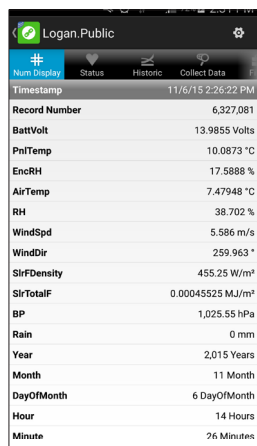 Logan.Public
Num Display Status Historic Collect Data
Timestamp 11/6/15 2:26:22 PM
Record Number 6,327,081
BattVolt 13.9855 Volts
PnlTemp 10.0873 °C
EncRH 17.5888 %
AirTemp 7.47948 °C
RH 38.702 %
WindSpd 5.586 m/s
WindDir 259.963 °
SlrFDensity 455.25 W/m²
SlrTotalF 0.00045525 MJ/m²
BP 1,025.55 hPa
Rain 0 mm
Year 2,015 Years
Month 11 Month
DayOfMonth 6 DayOfMonth
Hour 14 Hours
Minute 26 Minutes